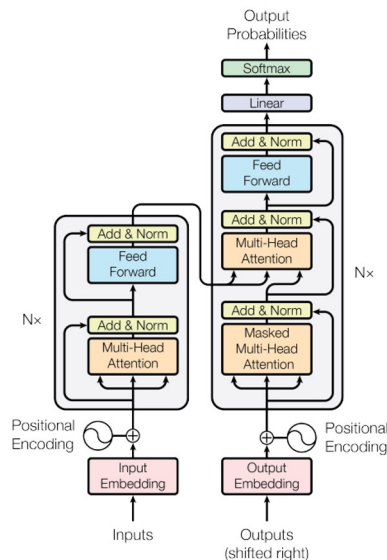 Output
Probabilities
Softmax
Linear
Add & Norm
Feed
Forward
Add & Norm
Multi-Head
Attention
Add & Norm
Masked
Multi-Head
Attention
Nx
Add & Norm
Feed
Forward
Add & Norm
Multi-Head
Attention
Nx
Positional
Encoding
Positional
Encoding
Input
Embedding
Output
Embedding
Inputs
Outputs
(shifted right)